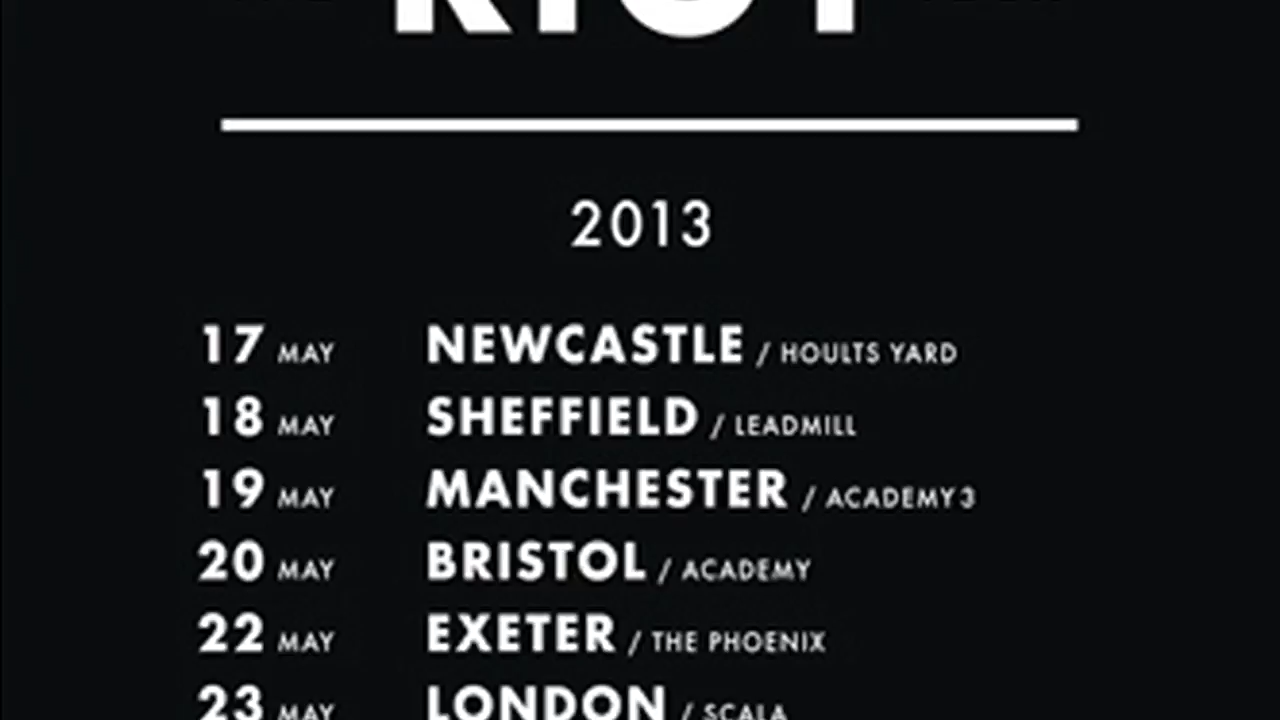 RIOT
2013
17 MAY NEWCASTLE / HOULTS YARD
18 MAY SHEFFIELD / LEADMILL
19 MAY MANCHESTER / ACADEMY 3
20 MAY BRISTOL / ACADEMY
22 MAY EXETER / THE PHOENIX
23 MAY LONDON / SCALA